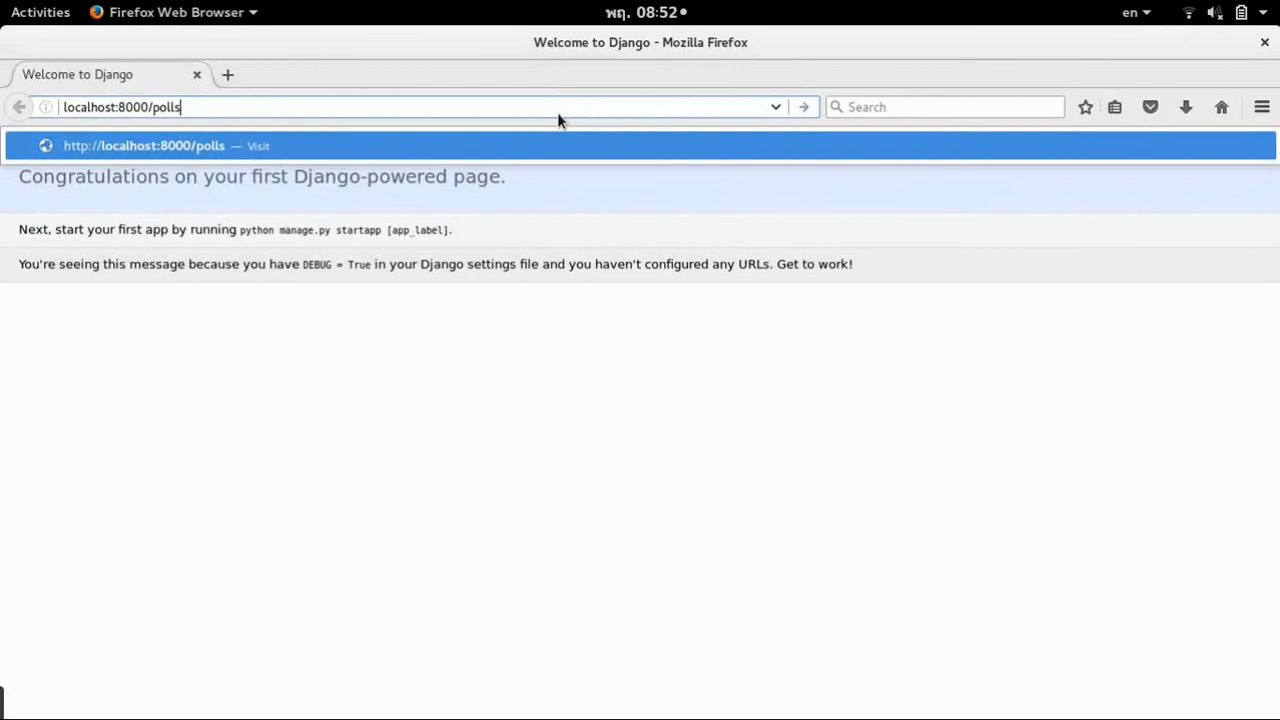 Activities Firefox Web Browser พฤ. 08:52 en
Welcome to Django - Mozilla Firefox
Welcome to Django
localhost:8000/polls Search
http://localhost:8000/polls — Visit
Congratulations on your first Django-powered page.
Next, start your first app by running python manage.py startapp [app_label].
You're seeing this message because you have DEBUG = True in your Django settings file and you haven't configured any URLs. Get to work!